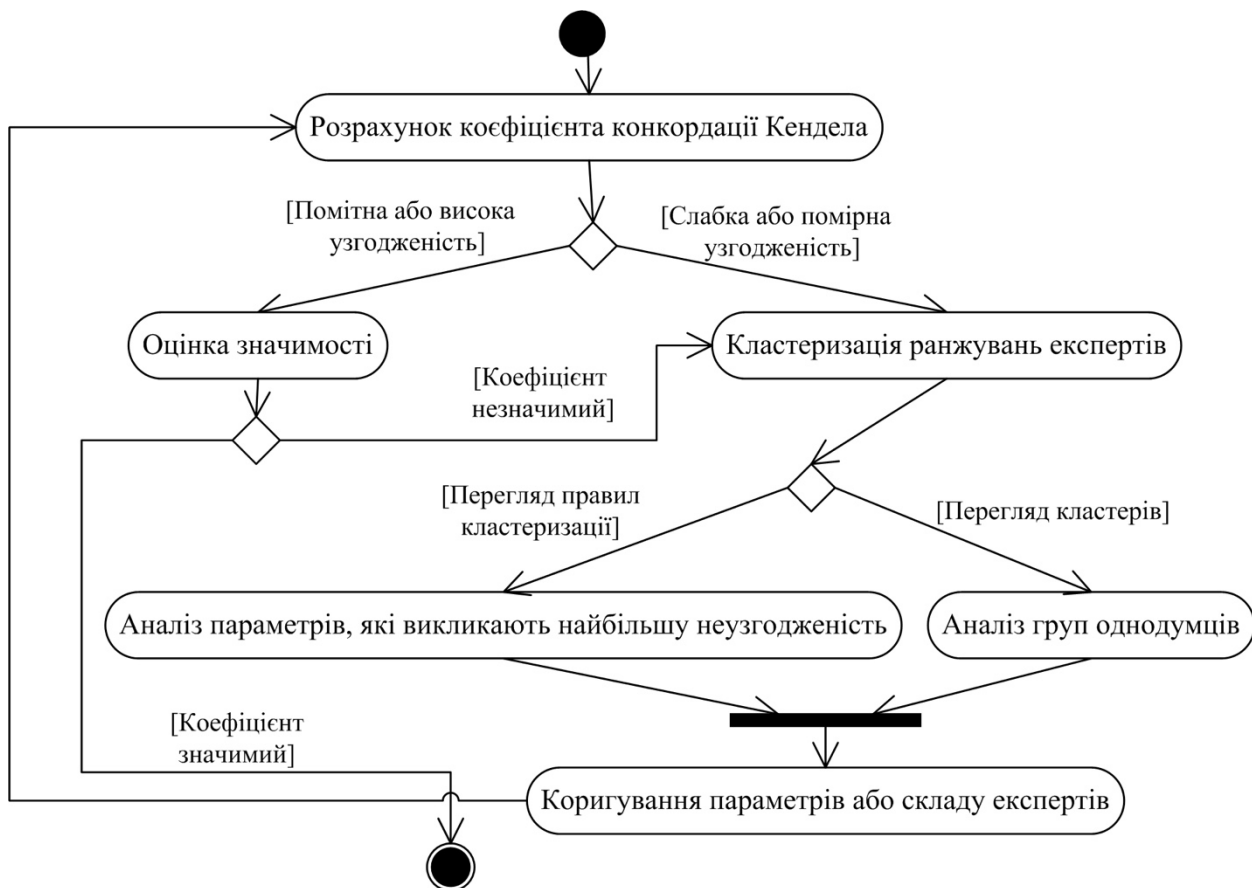 Розрахунок коєфіцієнта конкордації Кендела
[Помітна або висока
узгодженість]
[Слабка або помірна
узгодженість]
Оцінка значимості
Кластеризація ранжувань експертів
[Коефіцієнт
незначимий]
[Перегляд правил
кластеризації]
[Перегляд кластерів]
Аналіз параметрів, які викликають найбільшу неузгодженість
Аналіз груп однодумців
[Коефіцієнт
значимий]
Коригування параметрів або складу експертів